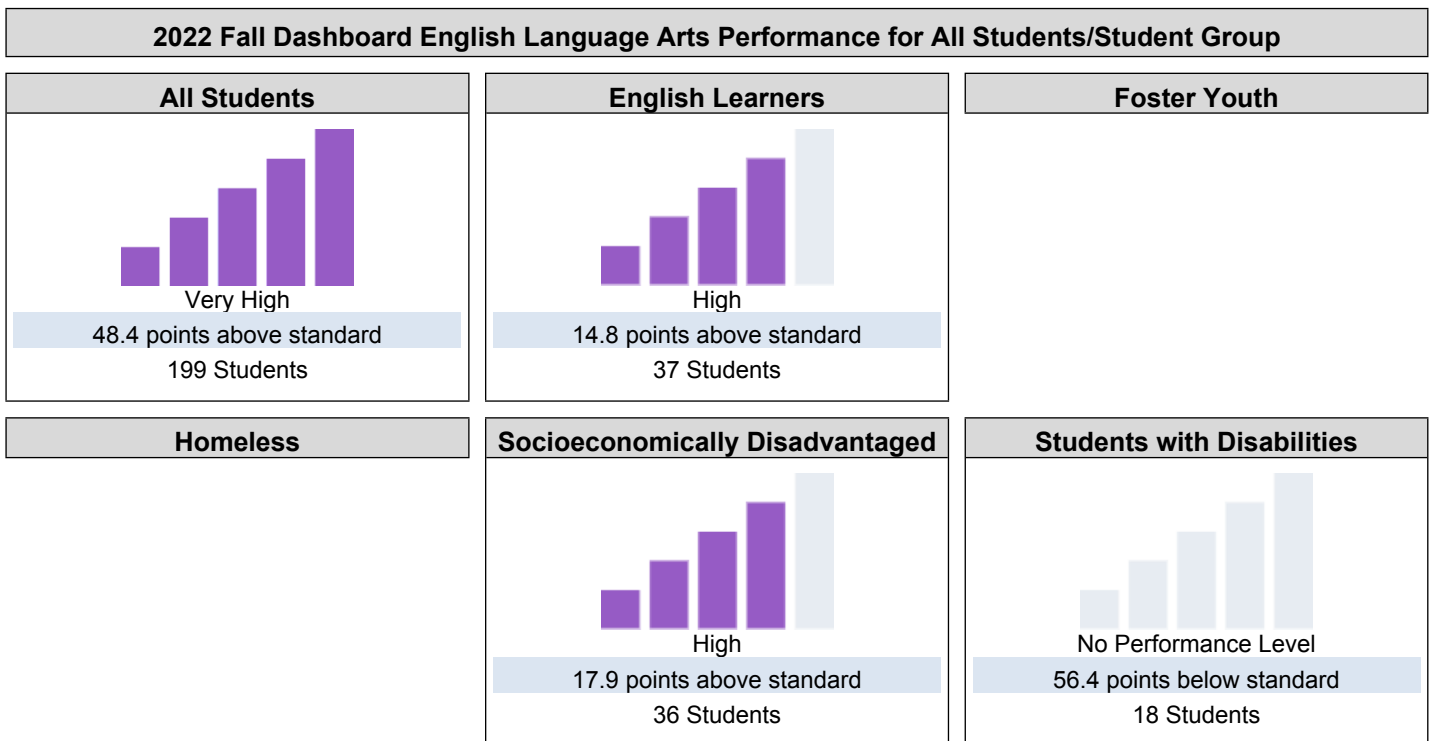 2022 Fall Dashboard English Language Arts Performance for All Students/Student Group
All Students
Very High
48.4 points above standard
199 Students
English Learners
High
14.8 points above standard
37 Students
Foster Youth
Homeless
Socioeconomically Disadvantaged
High
17.9 points above standard
36 Students
Students with Disabilities
No Performance Level
56.4 points below standard
18 Students